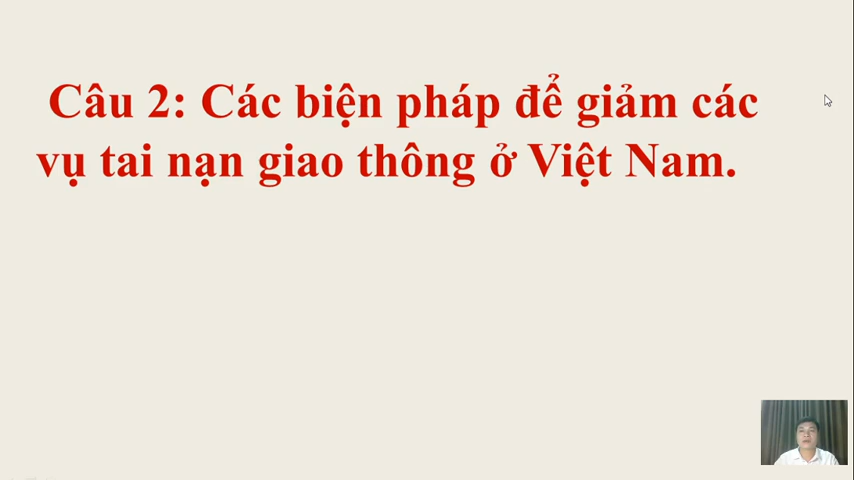 Câu 2: Các biện pháp để giảm các
vụ tai nạn giao thông ở Việt Nam.